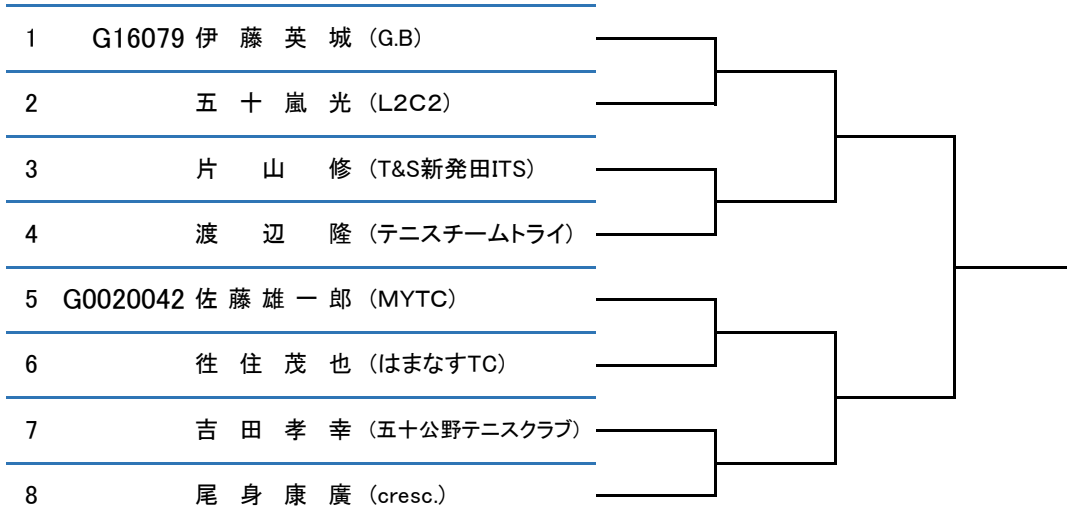 1 G16079 伊藤英城 (G.B)
2 五十嵐光 (L2C2)
3 片山修 (T&S新発田ITS)
4 渡辺隆 (テニスチームトライ)
5 G0020042 佐藤雄一郎 (MYTC)
6 徃住茂也 (はまなすTC)
7 吉田孝幸 (五十公野テニスクラブ)
8 尾身康廣 (cresc.)